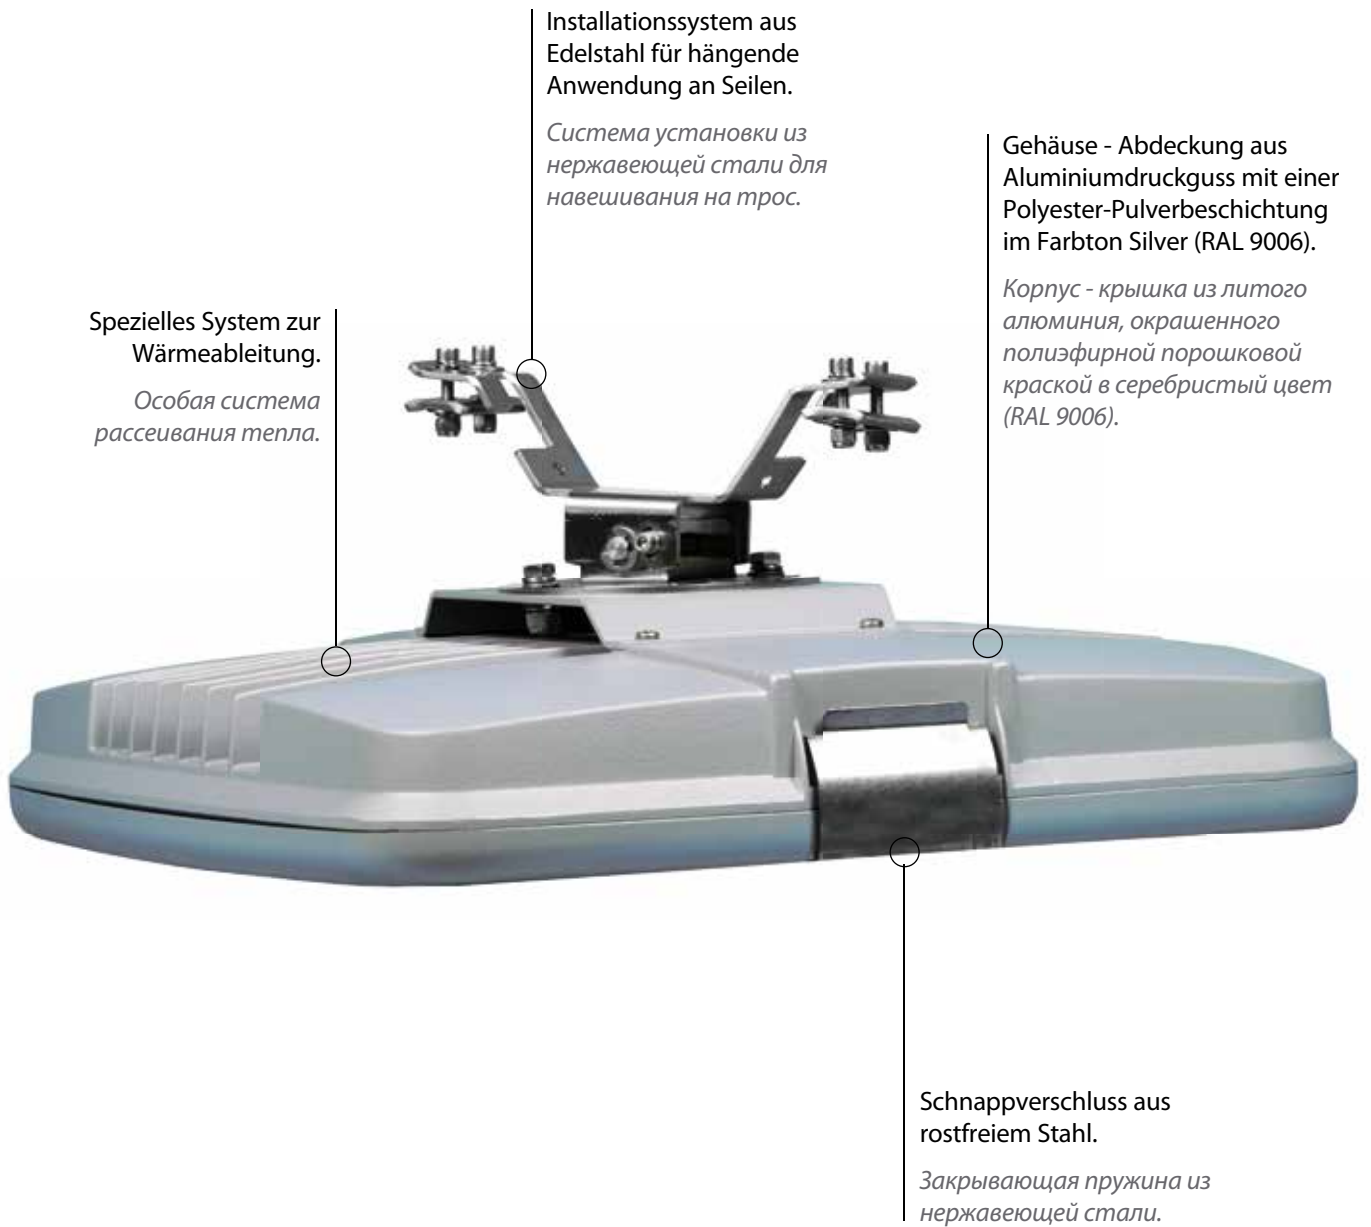 Installationssystem aus
Edelstahl für hängende
Anwendung an Seilen.
Система установки из
нержавеющей стали для
навешивания на трос.
Gehäuse - Abdeckung aus
Aluminiumdruckguss mit einer
Polyester-Pulverbeschichtung
im Farbton Silver (RAL 9006).
Корпус - крышка из литого
алюминия, окрашенного
полиэфирной порошковой
краской в серебристый цвет
(RAL 9006).
Spezielles System zur
Wärmeableitung.
Особая система
рассеивания тепла.
Schnappverschluss aus
rostfreiem Stahl.
Закрывающая пружина из
нержавеющей стали.